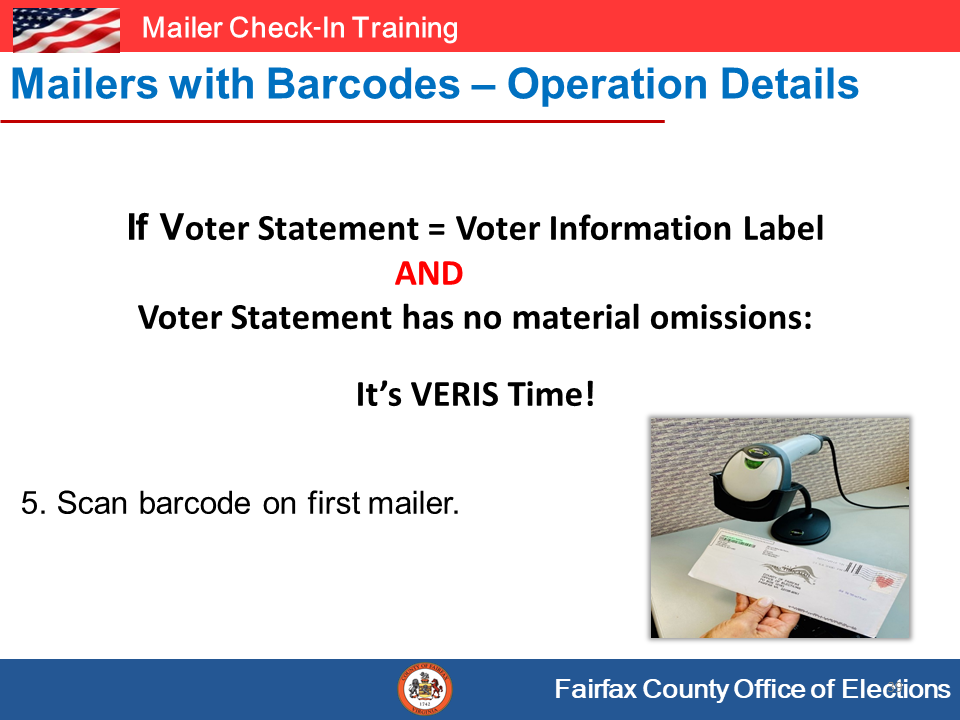 Mailer Check-In Training
Mailers with Barcodes – Operation Details
If Voter Statement = Voter Information Label
AND
Voter Statement has no material omissions:
It’s VERIS Time!
5. Scan barcode on first mailer.
COUNTY OF FAIRFAX
VIRGINIA
1742
Fairfax County Office of Elections